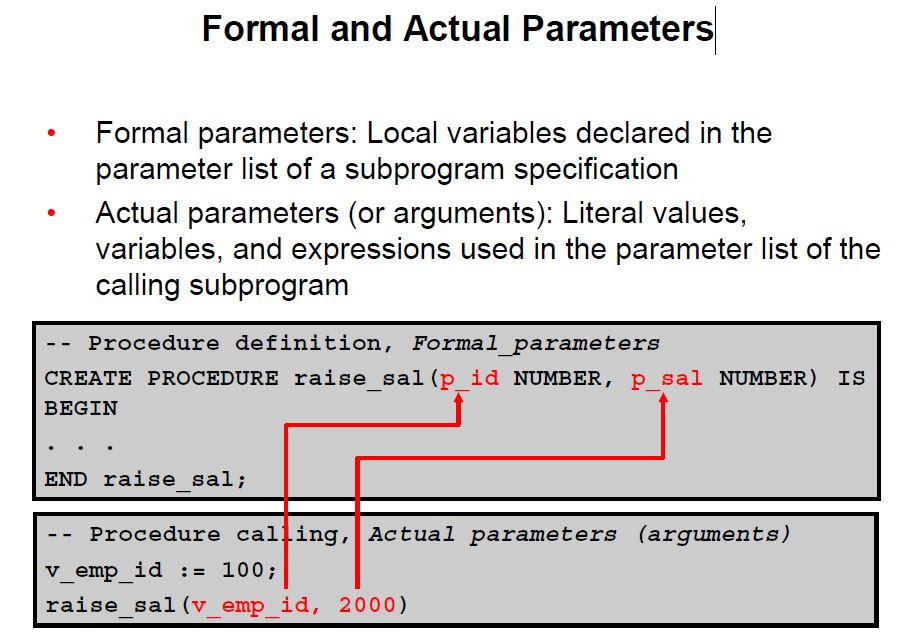 Formal and Actual Parameters
• Formal parameters: Local variables declared in the
parameter list of a subprogram specification
• Actual parameters (or arguments): Literal values,
variables, and expressions used in the parameter list of the
calling subprogram
-- Procedure definition, Formal_parameters
CREATE PROCEDURE raise_sal(p_id NUMBER, p_sal NUMBER) IS
BEGIN
. . .
END raise_sal;
-- Procedure calling, Actual parameters (arguments)
v_emp_id := 100;
raise_sal(v_emp_id, 2000)